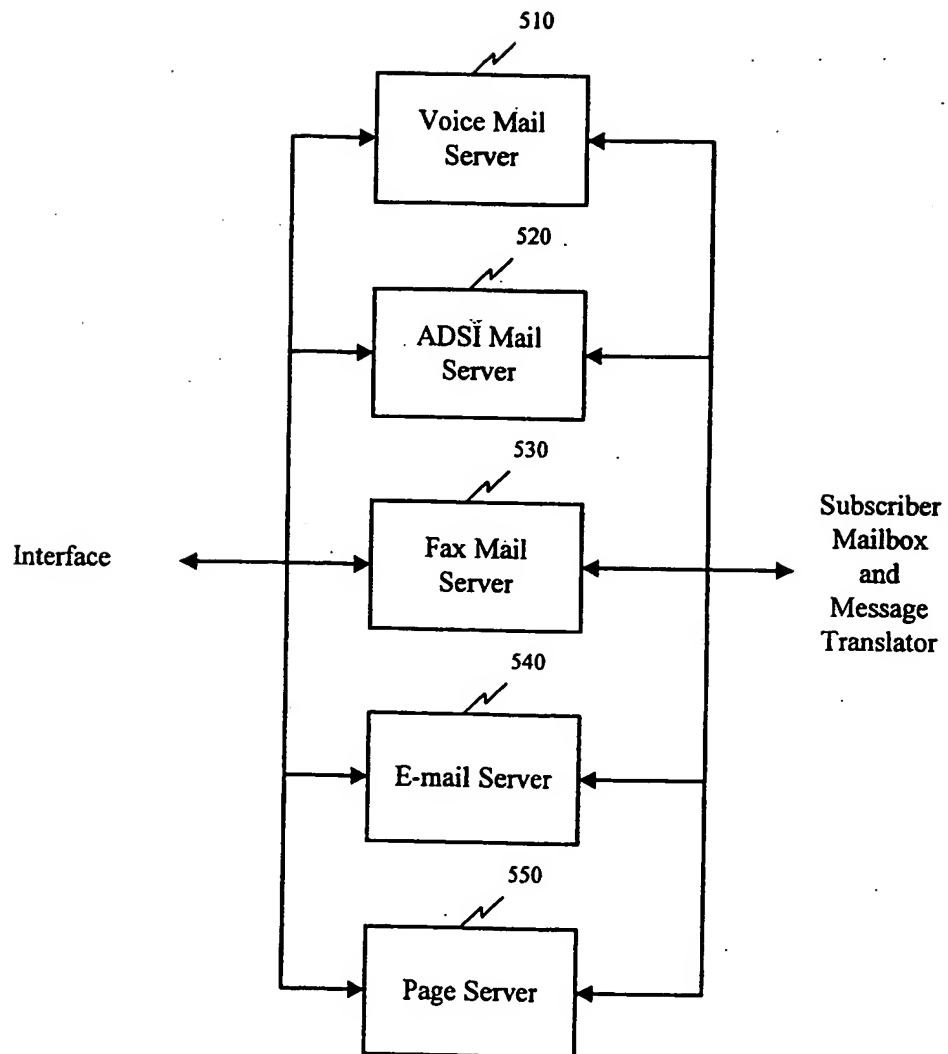 510
Voice Mail
Server
520
ADSI Mail
Server
530
Interface
Fax Mail
Server
Subscriber
Mailbox
and
Message
Translator
540
E-mail Server
550
Page Server